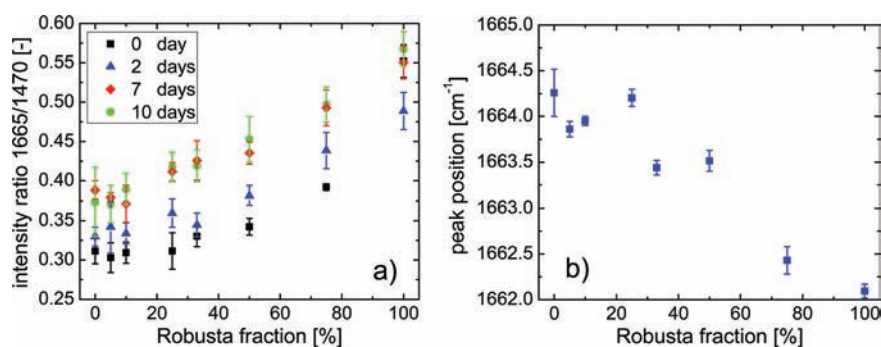 0.60
0.55
0.50
0.45
0.40
0.35
0.30
0.25
intensity ratio 1665/1470 [-]
0 day
2 days
7 days
10 days
a)
0 20 40 60 80 100
Robusta fraction [%]
1665.0
1664.5
1664.0
1663.5
1663.0
1662.5
1662.0
peak position [cm⁻¹]
b)
0 20 40 60 80 100
Robusta fraction [%]